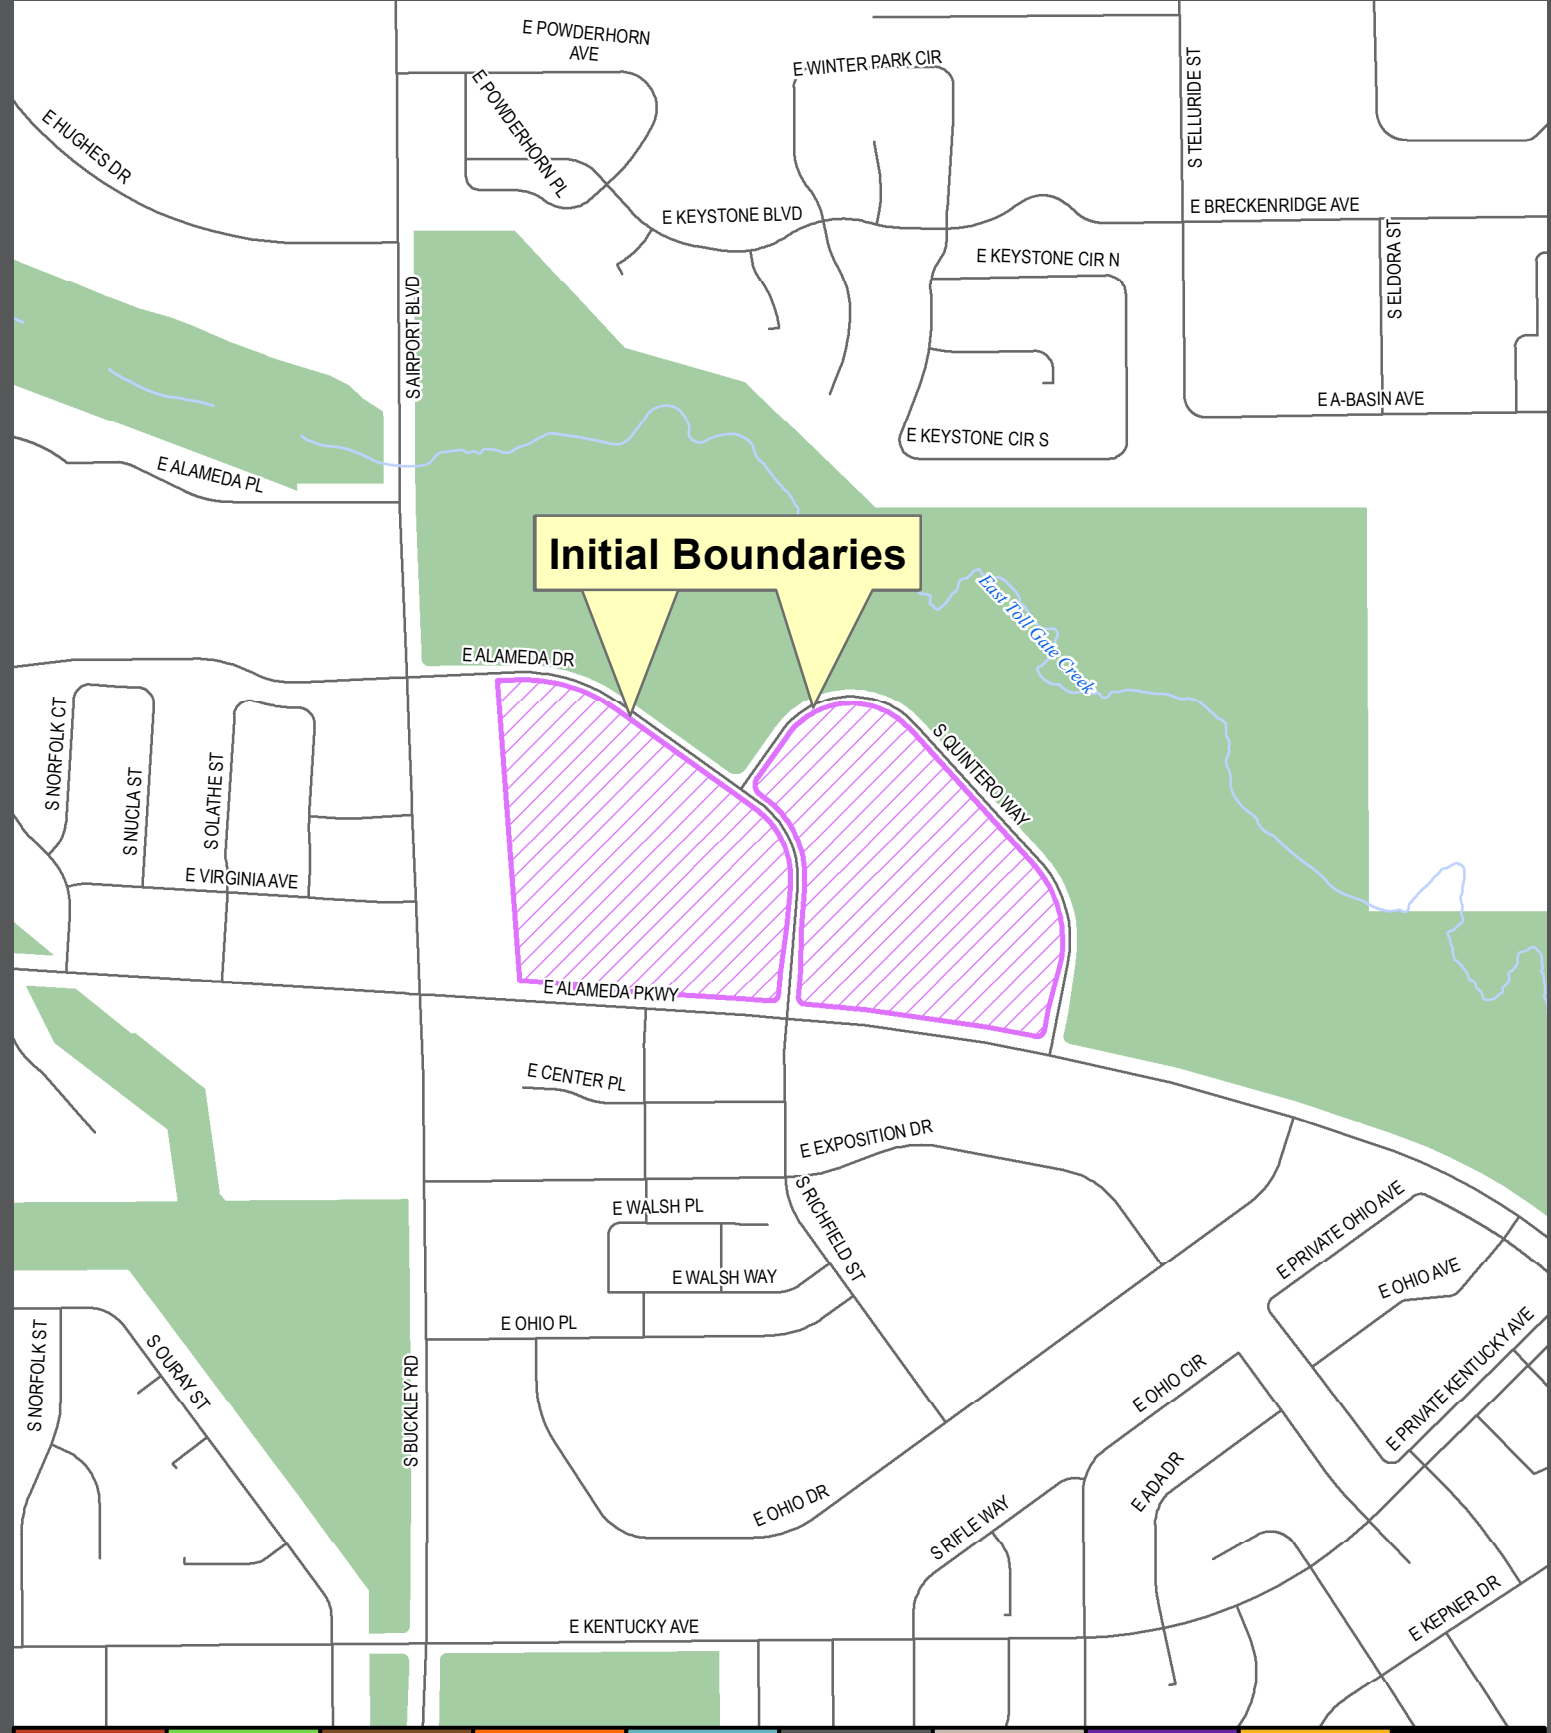 E POWDERHORN
AVE
E WINTER PARK CIR
S TELLURIDE ST
E POWDERHORN PL
E HUGHES DR
E KEYSTONE BLVD
E BRECKENRIDGE AVE
S ELDORA ST
E KEYSTONE CIR N
S AIRPORT BLVD
E A-BASIN AVE
E KEYSTONE CIR S
E ALAMEDA PL
Initial Boundaries
East Toll Gate Creek
E ALAMEDA DR
S NORFOLK CT
S NUCLA ST
S OLATHE ST
S QUINTERO WAY
E VIRGINIA AVE
E ALAMEDA PKWY
E CENTER PL
E EXPOSITION DR
E WALSH PL
S RICHFIELD ST
E PRIVATE OHIO AVE
E WALSH WAY
E OHIO AVE
E OHIO PL
S NORFOLK ST
S OURAY ST
S BUCKLEY RD
E PRIVATE KENTUCKY AVE
E OHIO CIR
E ADA DR
E OHIO DR
S RIFLE WAY
E KENTUCKY AVE
E KEPNER DR